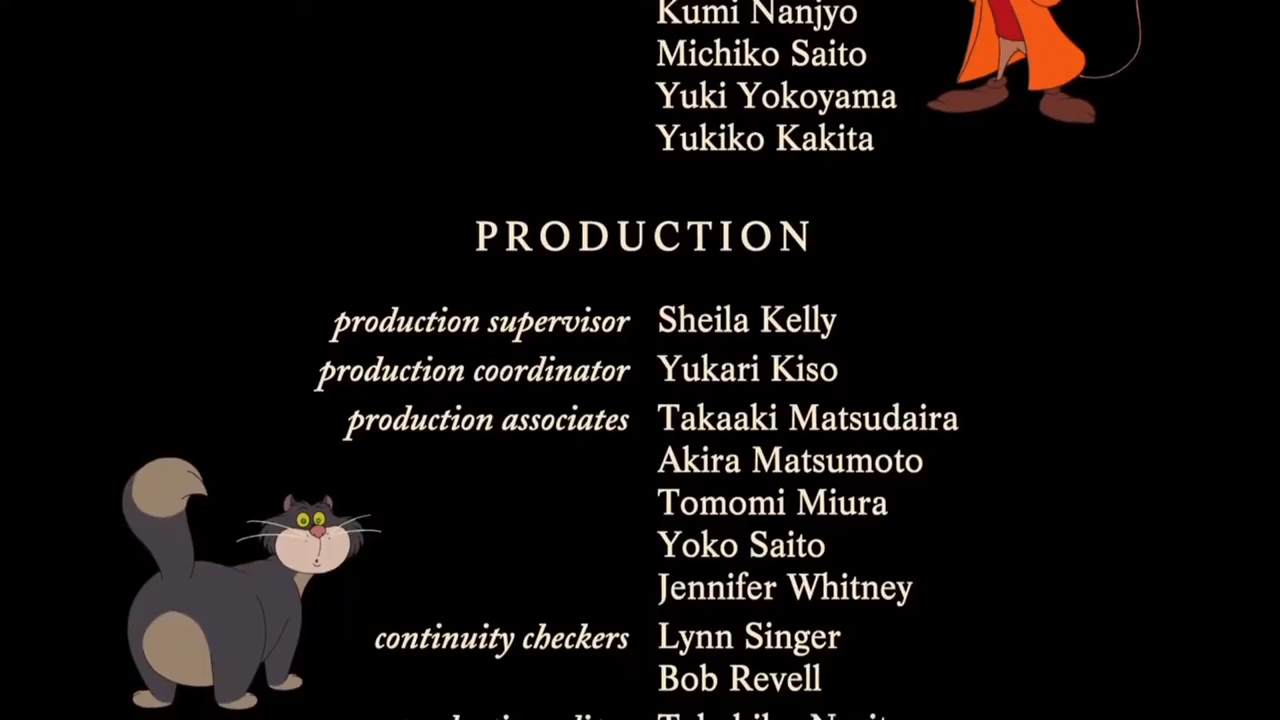 Kumi Nanjyo
Michiko Saito
Yuki Yokoyama
Yukiko Kakita
PRODUCTION
production supervisor Sheila Kelly
production coordinator Yukari Kiso
production associates Takaaki Matsudaira
Akira Matsumoto
Tomomi Miura
Yoko Saito
Jennifer Whitney
continuity checkers Lynn Singer
Bob Revell